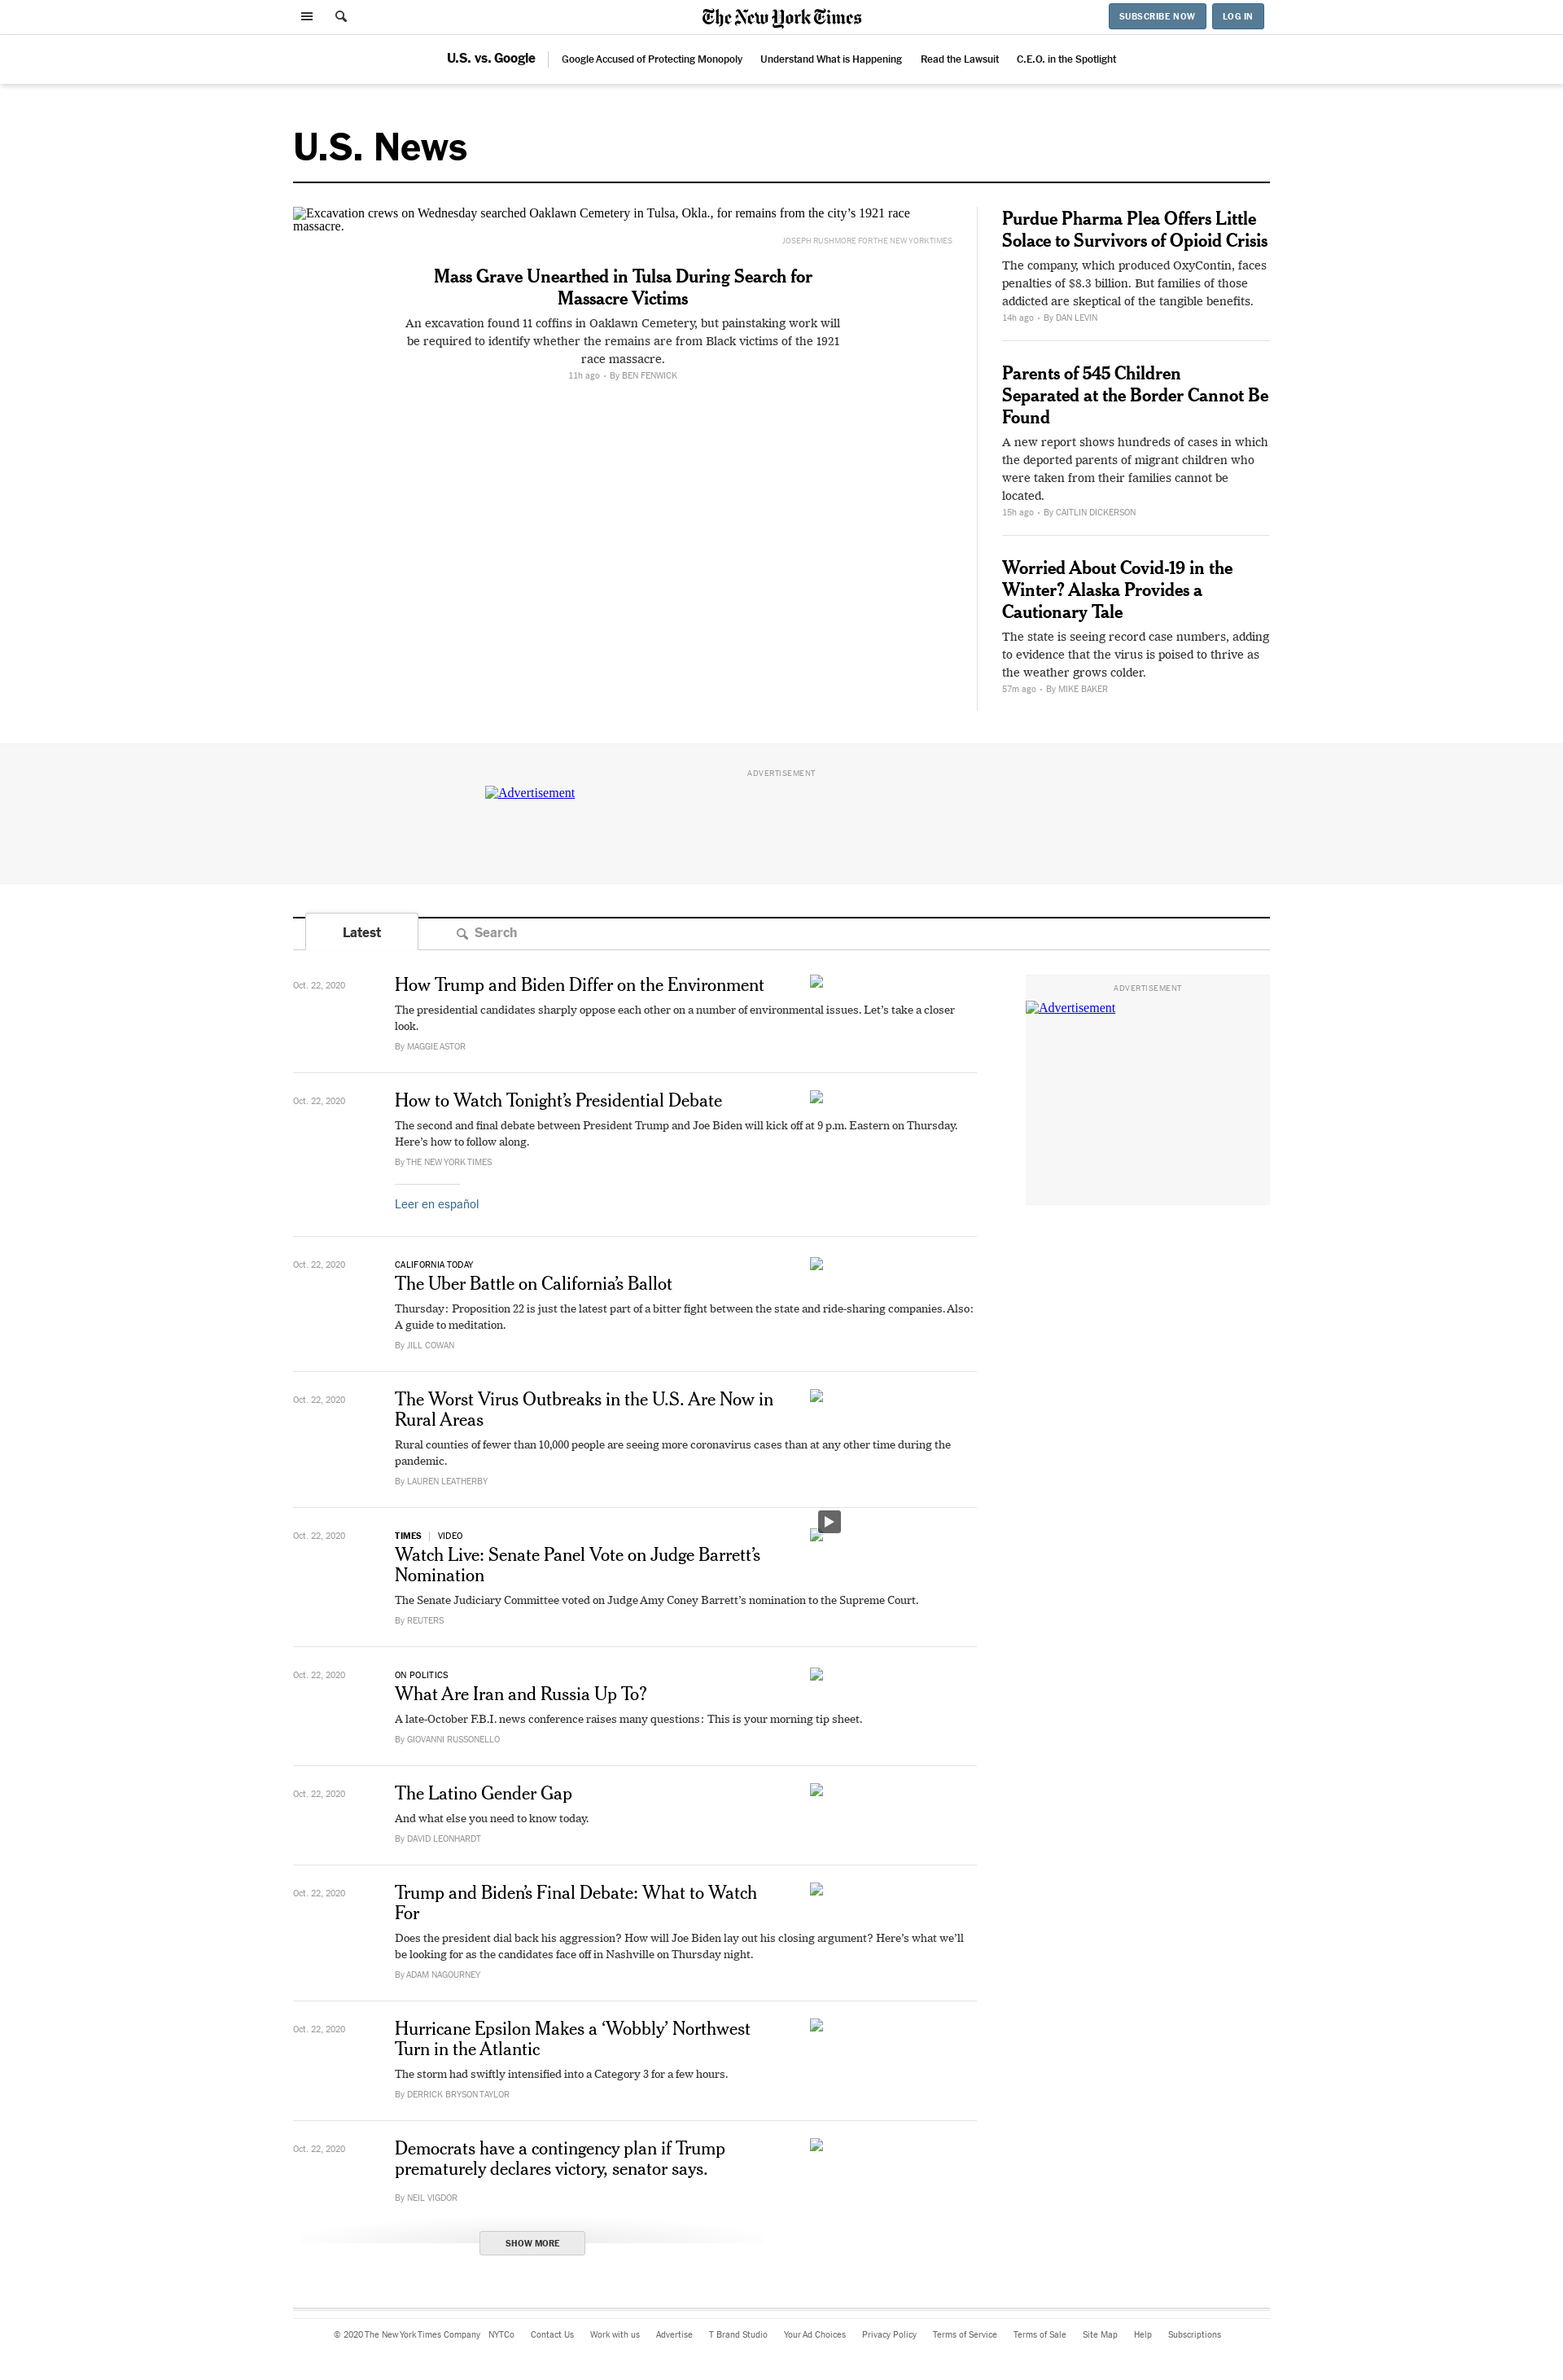 The New York Times
SUBSCRIBE NOW
LOG IN
U.S. vs. Google
Google Accused of Protecting Monopoly
Understand What is Happening
Read the Lawsuit
C.E.O. in the Spotlight
U.S. News
Excavation crews on Wednesday searched Oaklawn Cemetery in Tulsa, Okla., for remains from the city’s 1921 race
massacre.
JOSEPH RUSHMORE FOR THE NEW YORK TIMES
Mass Grave Unearthed in Tulsa During Search for
Massacre Victims
An excavation found 11 coffins in Oaklawn Cemetery, but painstaking work will
be required to identify whether the remains are from Black victims of the 1921
race massacre.
11h ago • By BEN FENWICK
Purdue Pharma Plea Offers Little
Solace to Survivors of Opioid Crisis
The company, which produced OxyContin, faces
penalties of $8.3 billion. But families of those
addicted are skeptical of the tangible benefits.
14h ago • By DAN LEVIN
Parents of 545 Children
Separated at the Border Cannot Be
Found
A new report shows hundreds of cases in which
the deported parents of migrant children who
were taken from their families cannot be
located.
15h ago • By CAITLIN DICKERSON
Worried About Covid-19 in the
Winter? Alaska Provides a
Cautionary Tale
The state is seeing record case numbers, adding
to evidence that the virus is poised to thrive as
the weather grows colder.
57m ago • By MIKE BAKER
ADVERTISEMENT
Advertisement
Latest
Search
Oct. 22, 2020
How Trump and Biden Differ on the Environment
The presidential candidates sharply oppose each other on a number of environmental issues. Let’s take a closer
look.
By MAGGIE ASTOR
ADVERTISEMENT
Advertisement
Oct. 22, 2020
How to Watch Tonight’s Presidential Debate
The second and final debate between President Trump and Joe Biden will kick off at 9 p.m. Eastern on Thursday.
Here’s how to follow along.
By THE NEW YORK TIMES
Leer en español
Oct. 22, 2020
CALIFORNIA TODAY
The Uber Battle on California’s Ballot
Thursday: Proposition 22 is just the latest part of a bitter fight between the state and ride-sharing companies. Also:
A guide to meditation.
By JILL COWAN
Oct. 22, 2020
The Worst Virus Outbreaks in the U.S. Are Now in
Rural Areas
Rural counties of fewer than 10,000 people are seeing more coronavirus cases than at any other time during the
pandemic.
By LAUREN LEATHERBY
Oct. 22, 2020
TIMES | VIDEO
Watch Live: Senate Panel Vote on Judge Barrett’s
Nomination
The Senate Judiciary Committee voted on Judge Amy Coney Barrett’s nomination to the Supreme Court.
By REUTERS
Oct. 22, 2020
ON POLITICS
What Are Iran and Russia Up To?
A late-October F.B.I. news conference raises many questions: This is your morning tip sheet.
By GIOVANNI RUSSONELLO
Oct. 22, 2020
The Latino Gender Gap
And what else you need to know today.
By DAVID LEONHARDT
Oct. 22, 2020
Trump and Biden’s Final Debate: What to Watch
For
Does the president dial back his aggression? How will Joe Biden lay out his closing argument? Here’s what we’ll
be looking for as the candidates face off in Nashville on Thursday night.
By ADAM NAGOURNEY
Oct. 22, 2020
Hurricane Epsilon Makes a ‘Wobbly’ Northwest
Turn in the Atlantic
The storm had swiftly intensified into a Category 3 for a few hours.
By DERRICK BRYSON TAYLOR
Oct. 22, 2020
Democrats have a contingency plan if Trump
prematurely declares victory, senator says.
By NEIL VIGDOR
SHOW MORE
© 2020 The New York Times Company NYTCo Contact Us Work with us Advertise T Brand Studio Your Ad Choices Privacy Policy Terms of Service Terms of Sale Site Map Help Subscriptions